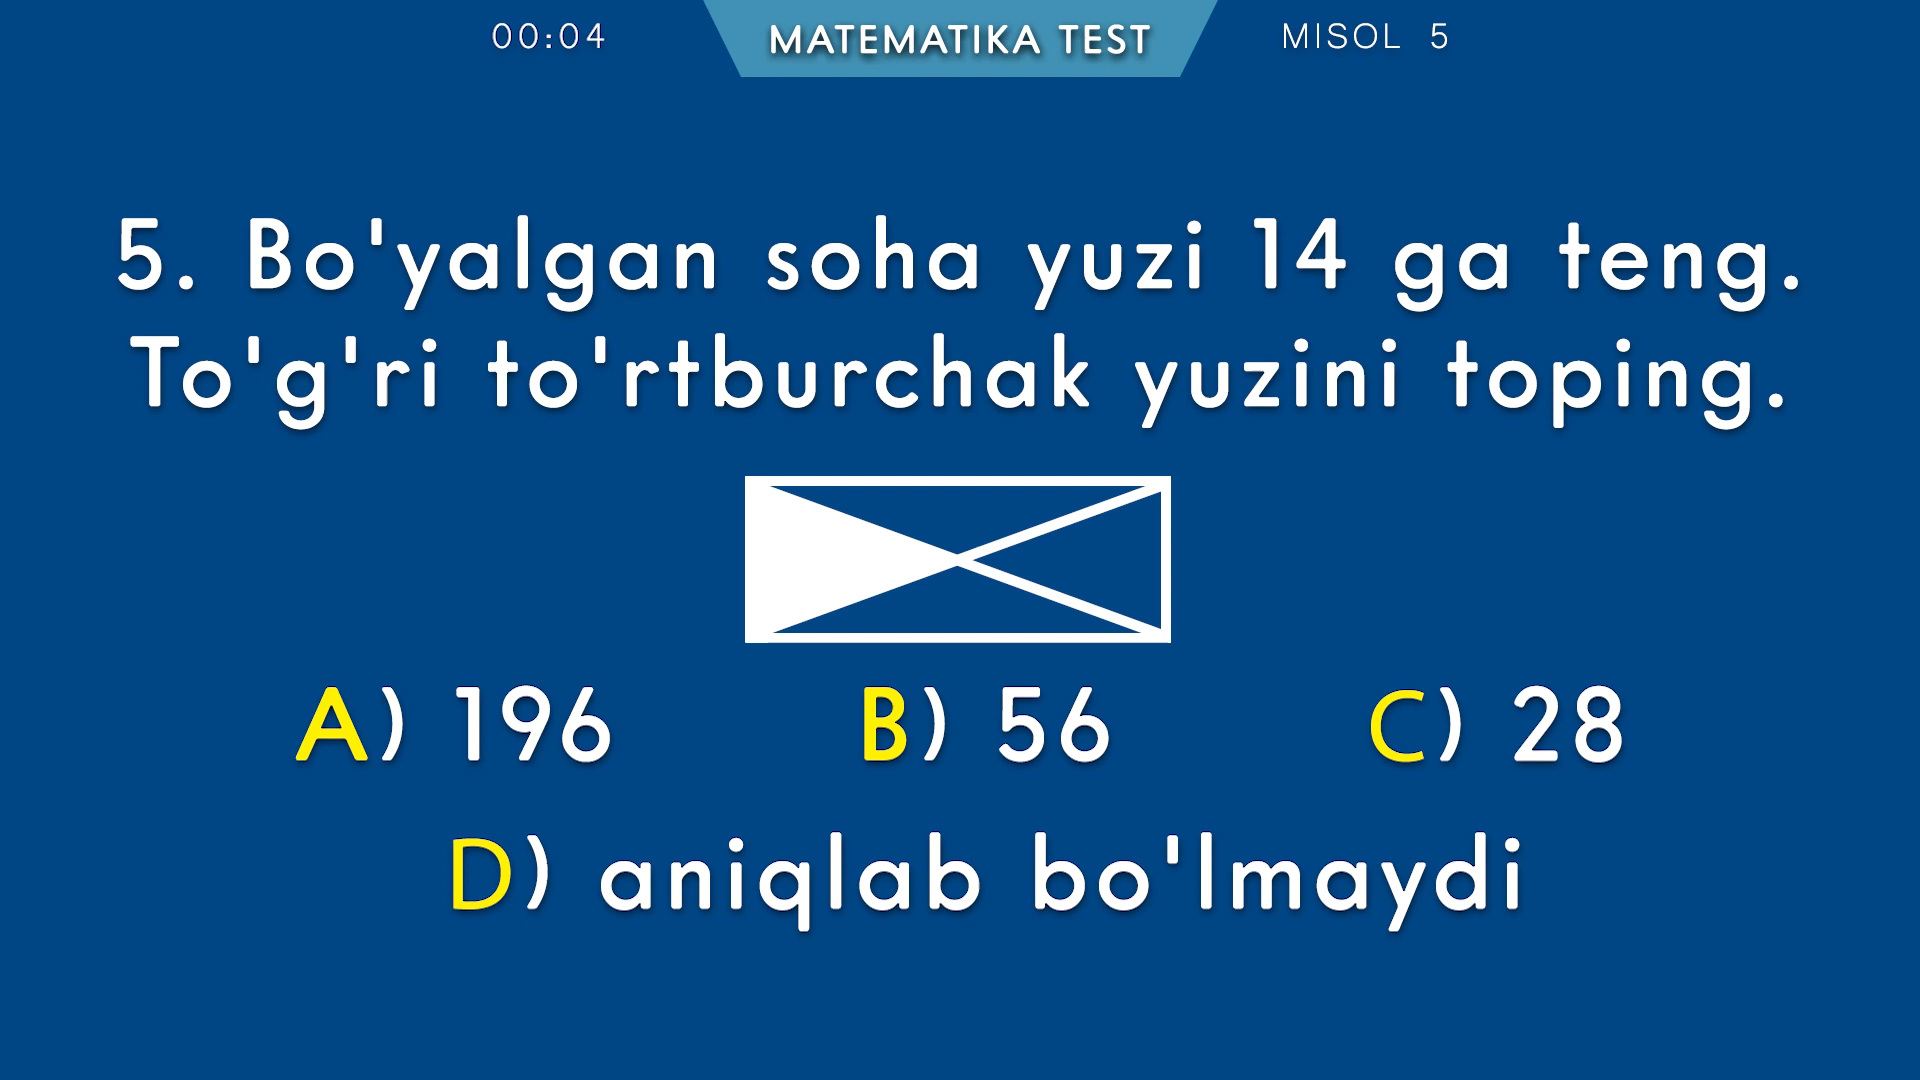 00:04 MATEMATIKA TEST MISOL 5
5. Bo'yalgan soha yuzi 14 ga teng.
To'g'ri to'rtburchak yuzini toping.
A) 196 B) 56 C) 28
D) aniqlab bo'lmaydi